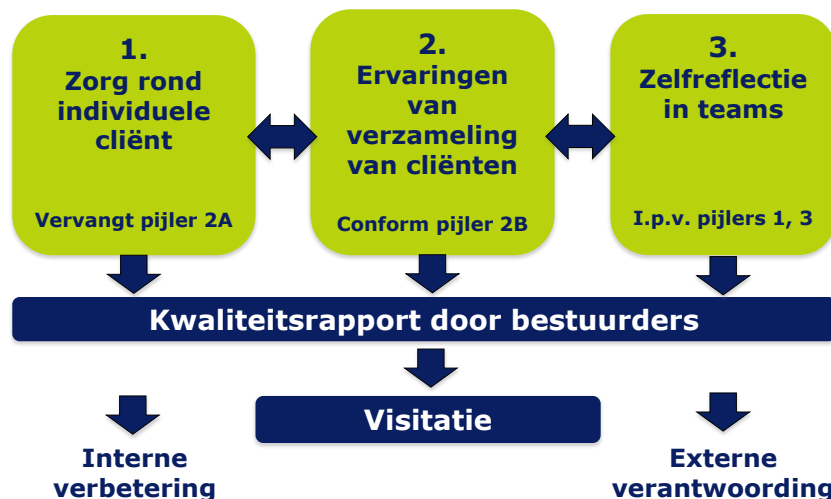 1.
Zorg rond
individuele
cliënt
Vervangt pijler 2A
2.
Ervaringen
van
verzameling
van cliënten
Conform pijler 2B
3.
Zelfreflectie
in teams
I.p.v. pijlers 1, 3
Kwaliteitsrapport door bestuurders
Visitatie
Interne
verbetering
Externe
verantwoording